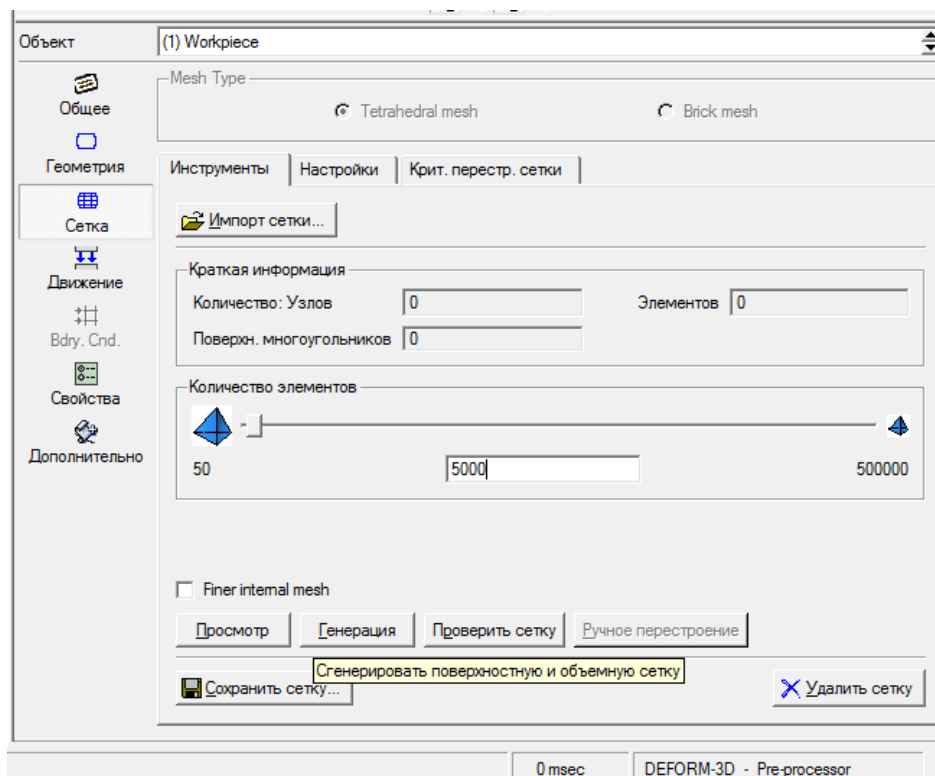 Объект (1) Workpiece
Mesh Type
Общее
Tetrahedral mesh Brick mesh
Геометрия
Инструменты Настройки Крит. перестр. сетки
Сетка
Импорт сетки...
Движение
Краткая информация
Количество: Узлов 0 Элементов 0
Bdry. Cnd.
Поверхн. многоугольников 0
Свойства
Количество элементов
Дополнительно
50 5000 500000
Finer internal mesh
Просмотр Генерация Проверить сетку Ручное перестроение
Сгенерировать поверхностную и объемную сетку
Сохранить сетку... Удалить сетку
0 msec DEFORM-3D - Pre-processor